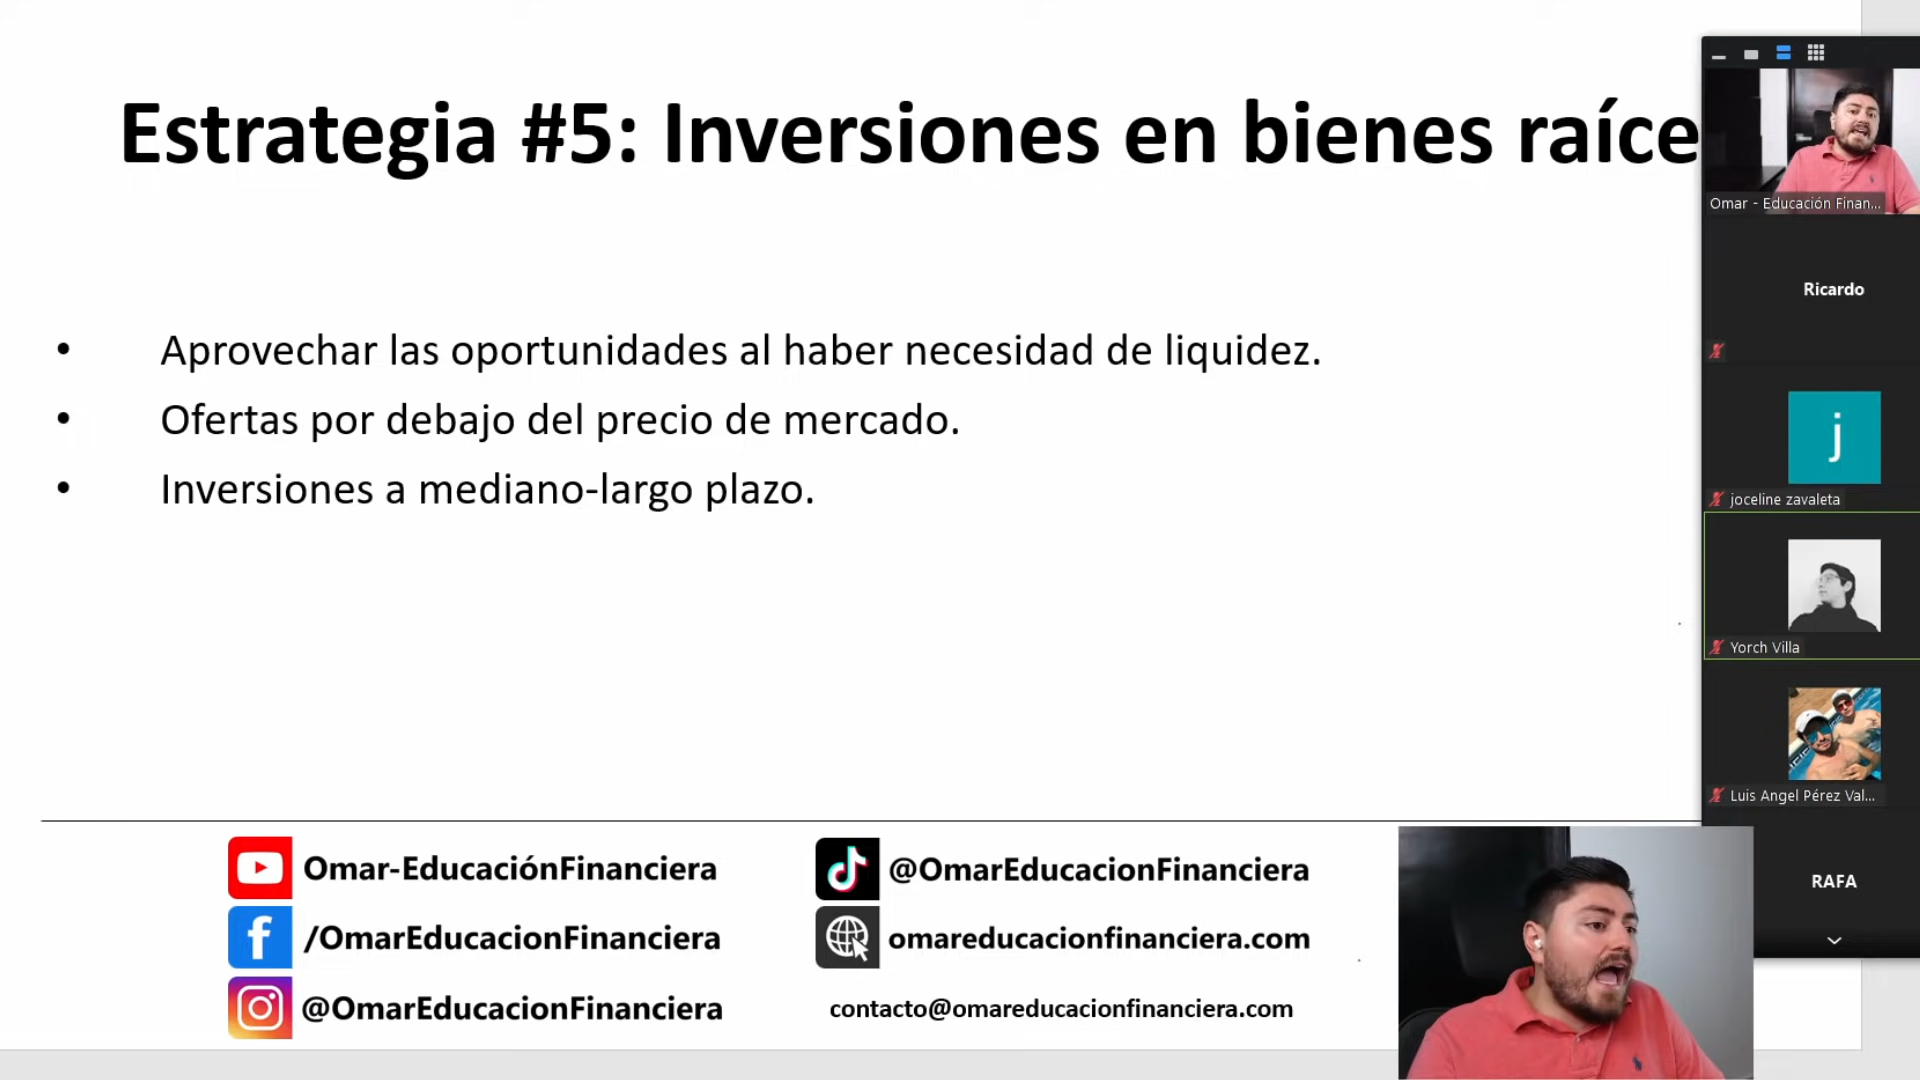 Estrategia #5: Inversiones en bienes raíce
• Aprovechar las oportunidades al haber necesidad de liquidez.
• Ofertas por debajo del precio de mercado.
• Inversiones a mediano-largo plazo.
Omar-EducaciónFinanciera
/OmarEducacionFinanciera
@OmarEducacionFinanciera
@OmarEducacionFinanciera
omareducacionfinanciera.com
contacto@omareducacionfinanciera.com
Omar - Educación Finan...
Ricardo
j
joceline zavaleta
Yorch Villa
Luis Angel Pérez Val...
RAFA